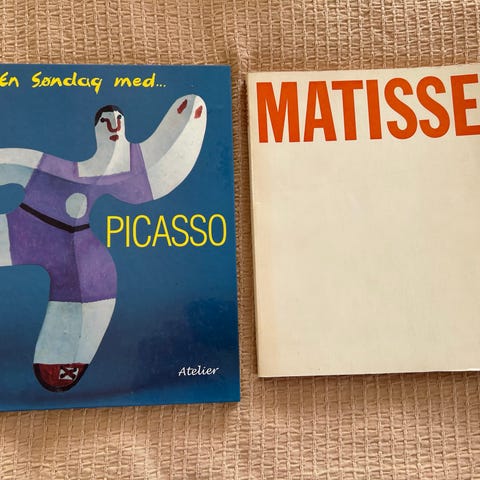 En Søndag med...
PICASSO
Atelier
MATISSE